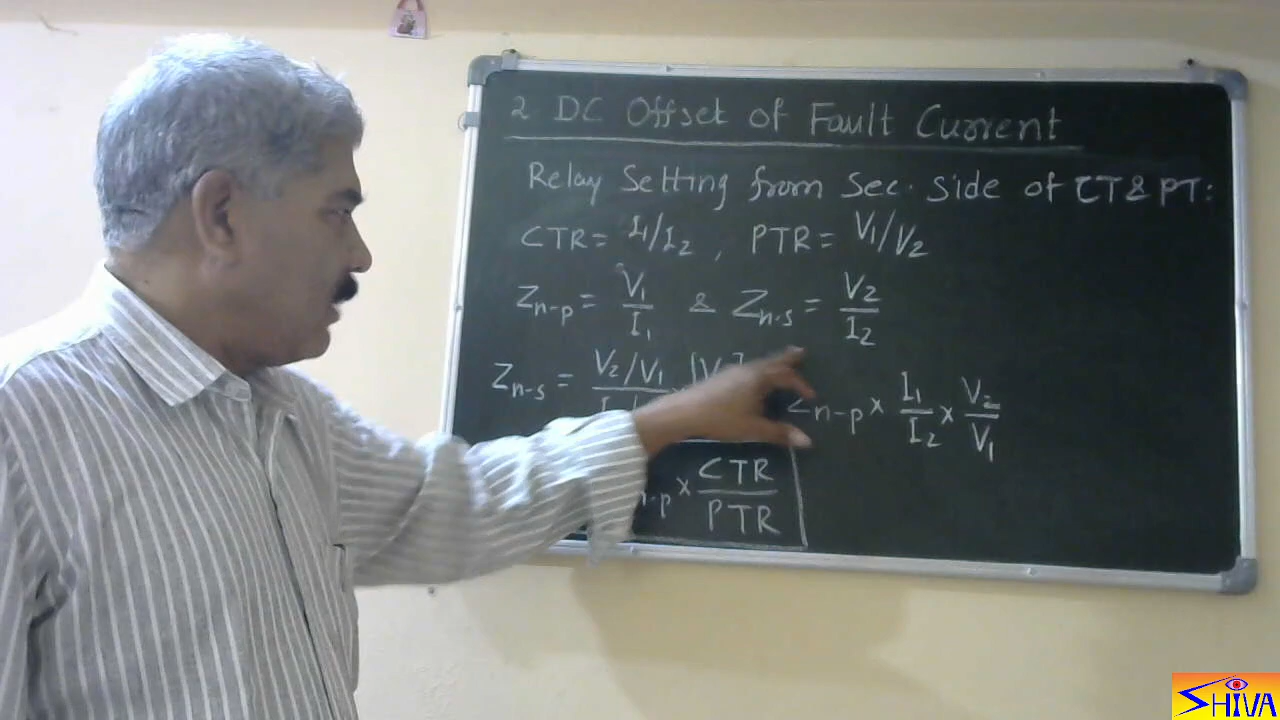 2 DC Offset of Fault Current
Relay Setting from Sec. Side of CT & PT:
CTR = I₁/I₂ , PTR = V₁/V₂
Zn-p = V₁/I₁ & Zn-s = V₂/I₂
Zn-s = V₂/V₁ Zn-p × I₁/I₂ × V₂/V₁
n-p × CTR/PTR
SHIVA